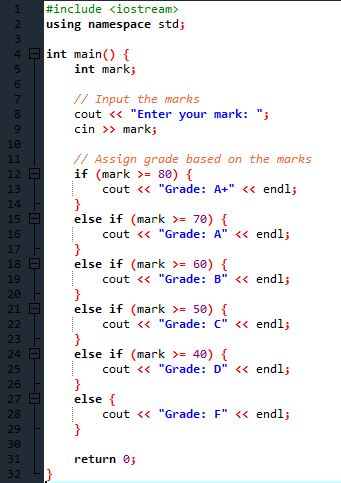 1 #include <iostream>
2 using namespace std;
3
4 int main() {
5     int mark;
6
7     // Input the marks
8     cout << "Enter your mark: ";
9     cin >> mark;
10
11     // Assign grade based on the marks
12     if (mark >= 80) {
13         cout << "Grade: A+" << endl;
14     }
15     else if (mark >= 70) {
16         cout << "Grade: A" << endl;
17     }
18     else if (mark >= 60) {
19         cout << "Grade: B" << endl;
20     }
21     else if (mark >= 50) {
22         cout << "Grade: C" << endl;
23     }
24     else if (mark >= 40) {
25         cout << "Grade: D" << endl;
26     }
27     else {
28         cout << "Grade: F" << endl;
29     }
30
31     return 0;
32 }